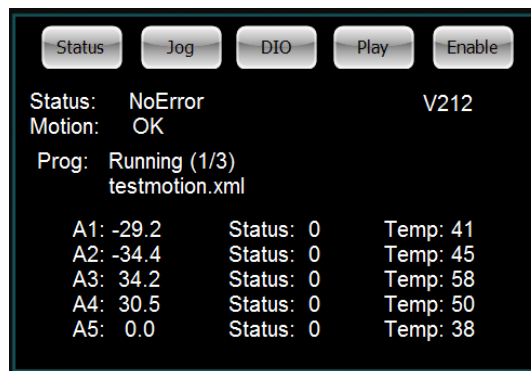 Status Jog DIO Play Enable
Status: NoError V212
Motion: OK
Prog: Running (1/3)
testmotion.xml
A1: -29.2 Status: 0 Temp: 41
A2: -34.4 Status: 0 Temp: 45
A3: 34.2 Status: 0 Temp: 58
A4: 30.5 Status: 0 Temp: 50
A5: 0.0 Status: 0 Temp: 38